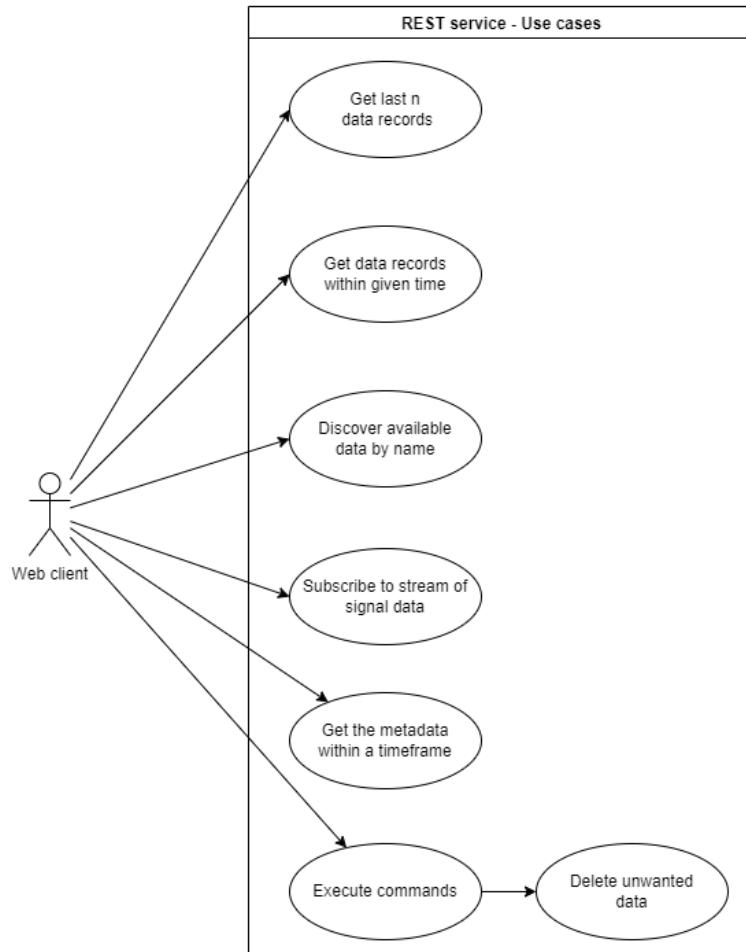 REST service - Use cases
Get last n
data records
Get data records
within given time
Discover available
data by name
Web client
Subscribe to stream of
signal data
Get the metadada
within a timeframe
Execute commands
Delete unwanted
data